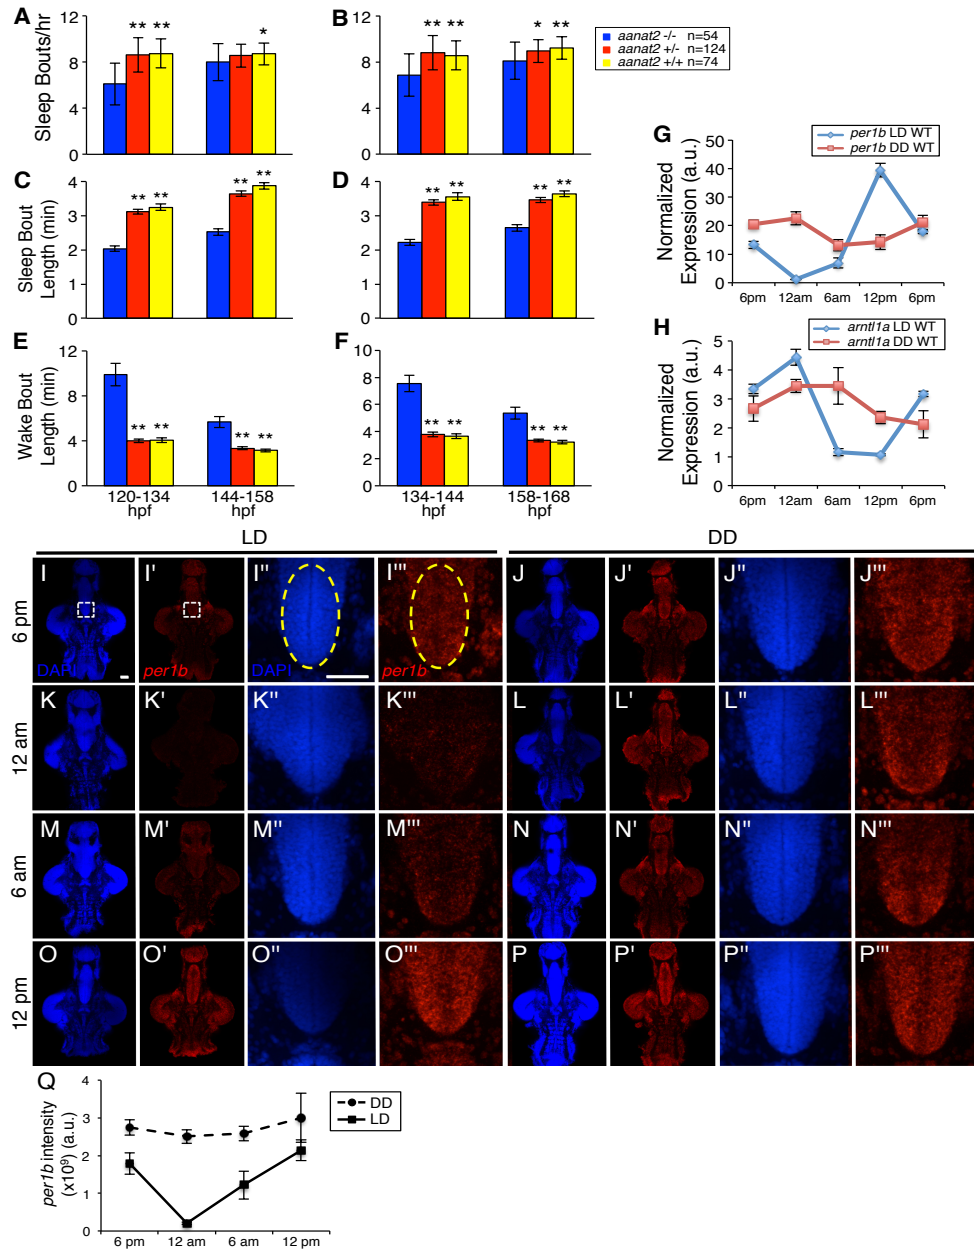 A
Sleep Bouts/hr
12
8
4
0
** **
*
B
12
8
4
0
** **
* **
aanat2 -/- n=54
aanat2 +/- n=124
aanat2 +/+ n=74
C
Sleep Bout
Length (min)
4
3
2
1
0
** **
** **
D
4
3
2
1
0
** **
** **
E
Wake Bout
Length (min)
12
8
4
0
** **
** **
120-134
hpf
144-158
hpf
F
10
8
6
4
2
0
** **
** **
134-144
hpf
158-168
hpf
G
Normalized
Expression (a.u.)
50
40
30
20
10
0
per1b LD WT
per1b DD WT
6pm 12am 6am 12pm 6pm
H
Normalized
Expression (a.u.)
5
4
3
2
1
0
arntl1a LD WT
arntl1a DD WT
6pm 12am 6am 12pm 6pm
LD
DD
6 pm
I I' I'' I''' J J' J'' J'''
DAPI per1b DAPI per1b
12 am
K K' K'' K''' L L' L'' L'''
6 am
M M' M'' M''' N N' N'' N'''
12 pm
O O' O'' O''' P P' P'' P'''
Q
per1b intensity
(x10⁹) (a.u.)
4
3
2
1
0
DD
LD
6 pm 12 am 6 am 12 pm